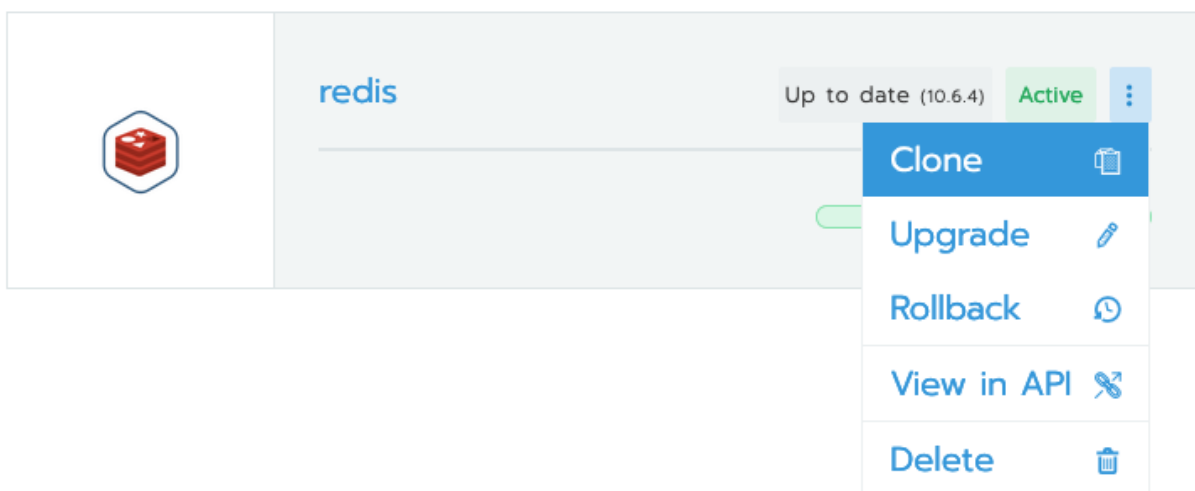 redis
Up to date (10.6.4) Active
Clone
Upgrade
Rollback
View in API
Delete